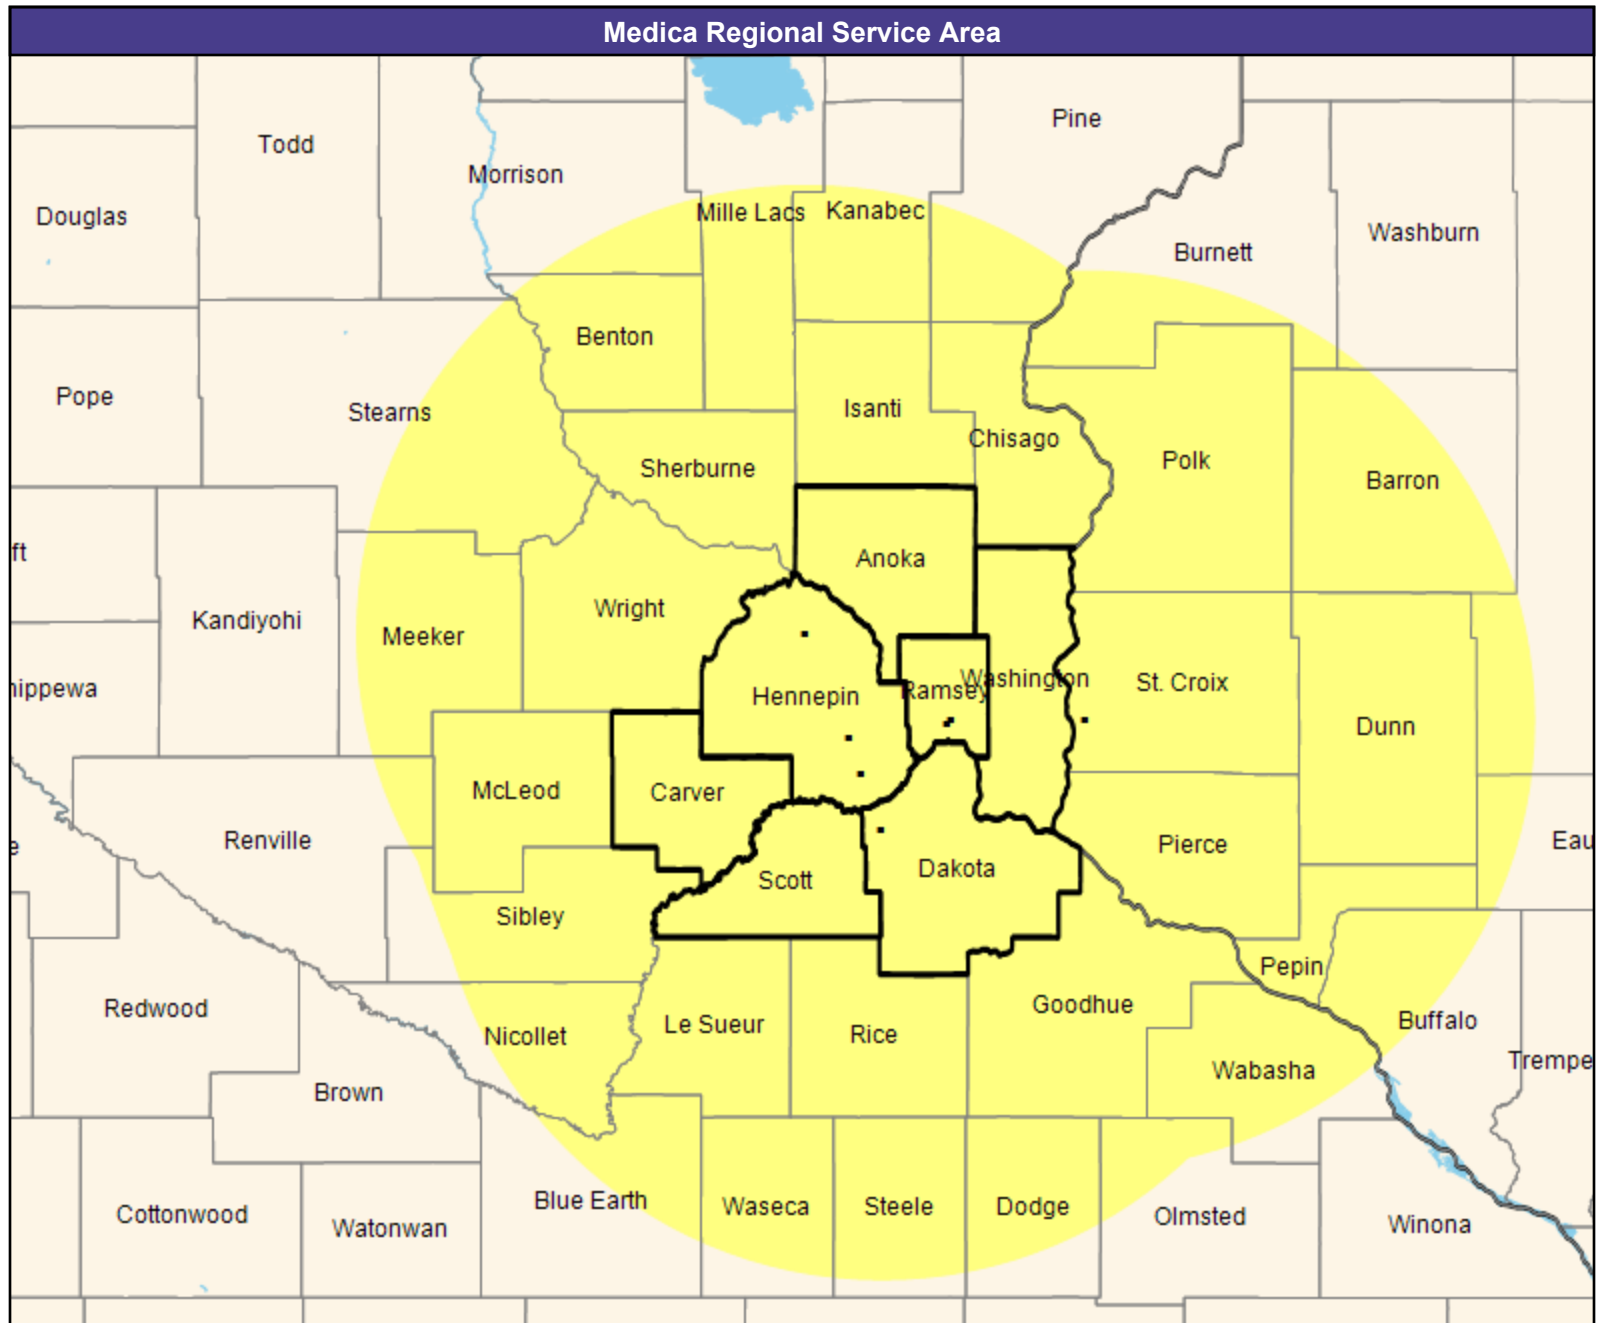 Medica Regional Service Area
Pine
Todd
Morrison
Douglas
Mille Lacs
Kanabec
Washburn
Burnett
Benton
Pope
Stearns
Isanti
Chisago
Polk
Sherburne
Barron
ft
Anoka
Wright
Kandiyohi
Meeker
Washington
St. Croix
hippewa
Hennepin
Ramsey
Dunn
McLeod
Carver
Renville
Pierce
Eau
e
Dakota
Scott
Sibley
Pepin
Redwood
Goodhue
Buffalo
Le Sueur
Nicollet
Rice
Trempe
Wabasha
Brown
Blue Earth
Waseca
Steele
Dodge
Cottonwood
Olmsted
Winona
Watonwan